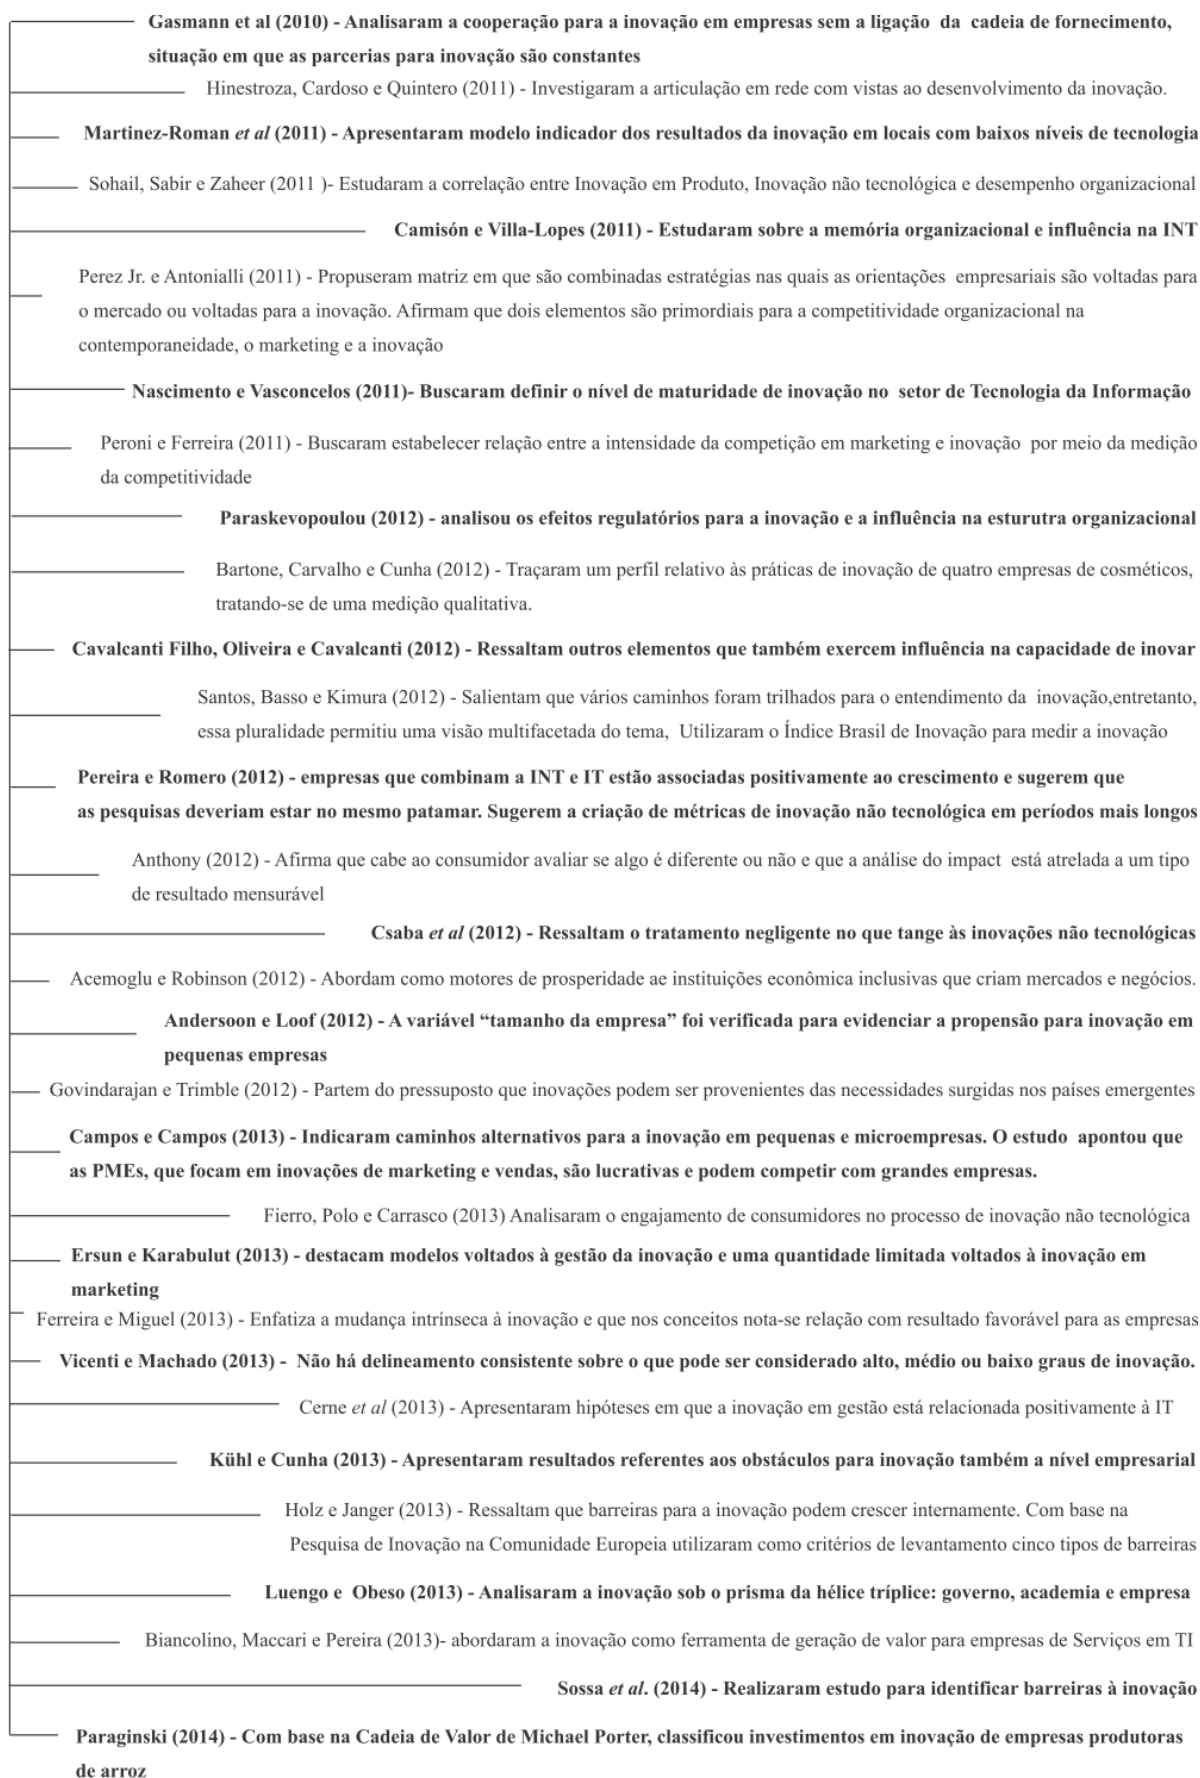 Gasmann et al (2010) - Analisaram a cooperação para a inovação em empresas sem a ligação da cadeia de fornecimento,
situação em que as parcerias para inovação são constantes
Hinestroza, Cardoso e Quintero (2011) - Investigaram a articulação em rede com vistas ao desenvolvimento da inovação.
Martinez-Roman et al (2011) - Apresentaram modelo indicador dos resultados da inovação em locais com baixos níveis de tecnologia
Sohail, Sabir e Zaheer (2011 )- Estudaram a correlação entre Inovação em Produto, Inovação não tecnológica e desempenho organizacional
Camisón e Villa-Lopes (2011) - Estudaram sobre a memória organizacional e influência na INT
Perez Jr. e Antonialli (2011) - Propuseram matriz em que são combinadas estratégias nas quais as orientações empresariais são voltadas para
o mercado ou voltadas para a inovação. Afirmam que dois elementos são primordiais para a competitividade organizacional na
contemporaneidade, o marketing e a inovação
Nascimento e Vasconcelos (2011)- Buscaram definir o nível de maturidade de inovação no setor de Tecnologia da Informação
Peroni e Ferreira (2011) - Buscaram estabelecer relação entre a intensidade da competição em marketing e inovação por meio da medição
da competitividade
Paraskevopoulou (2012) - analisou os efeitos regulatórios para a inovação e a influência na esturutra organizacional
Bartone, Carvalho e Cunha (2012) - Traçaram um perfil relativo às práticas de inovação de quatro empresas de cosméticos,
tratando-se de uma medição qualitativa.
Cavalcanti Filho, Oliveira e Cavalcanti (2012) - Ressaltam outros elementos que também exercem influência na capacidade de inovar
Santos, Basso e Kimura (2012) - Salientam que vários caminhos foram trilhados para o entendimento da inovação,entretanto,
essa pluralidade permitiu uma visão multifacetada do tema, Utilizaram o Índice Brasil de Inovação para medir a inovação
Pereira e Romero (2012) - empresas que combinam a INT e IT estão associadas positivamente ao crescimento e sugerem que
as pesquisas deveriam estar no mesmo patamar. Sugerem a criação de métricas de inovação não tecnológica em períodos mais longos
Anthony (2012) - Afirma que cabe ao consumidor avaliar se algo é diferente ou não e que a análise do impact está atrelada a um tipo
de resultado mensurável
Csaba et al (2012) - Ressaltam o tratamento negligente no que tange às inovações não tecnológicas
Acemoglu e Robinson (2012) - Abordam como motores de prosperidade ae instituições econômica inclusivas que criam mercados e negócios.
Andersoon e Loof (2012) - A variável “tamanho da empresa” foi verificada para evidenciar a propensão para inovação em
pequenas empresas
Govindarajan e Trimble (2012) - Partem do pressuposto que inovações podem ser provenientes das necessidades surgidas nos países emergentes
Campos e Campos (2013) - Indicaram caminhos alternativos para a inovação em pequenas e microempresas. O estudo apontou que
as PMEs, que focam em inovações de marketing e vendas, são lucrativas e podem competir com grandes empresas.
Fierro, Polo e Carrasco (2013) Analisaram o engajamento de consumidores no processo de inovação não tecnológica
Ersun e Karabulut (2013) - destacam modelos voltados à gestão da inovação e uma quantidade limitada voltados à inovação em
marketing
Ferreira e Miguel (2013) - Enfatiza a mudança intrínseca à inovação e que nos conceitos nota-se relação com resultado favorável para as empresas
Vicenti e Machado (2013) - Não há delineamento consistente sobre o que pode ser considerado alto, médio ou baixo graus de inovação.
Cerne et al (2013) - Apresentaram hipóteses em que a inovação em gestão está relacionada positivamente à IT
Kühl e Cunha (2013) - Apresentaram resultados referentes aos obstáculos para inovação também a nível empresarial
Holz e Janger (2013) - Ressaltam que barreiras para a inovação podem crescer internamente. Com base na
Pesquisa de Inovação na Comunidade Europeia utilizaram como critérios de levantamento cinco tipos de barreiras
Luengo e Obeso (2013) - Analisaram a inovação sob o prisma da hélice tríplice: governo, academia e empresa
Biancolino, Maccari e Pereira (2013)- abordaram a inovação como ferramenta de geração de valor para empresas de Serviços em TI
Sossa et al. (2014) - Realizaram estudo para identificar barreiras à inovação
Paraginski (2014) - Com base na Cadeia de Valor de Michael Porter, classificou investimentos em inovação de empresas produtoras
de arroz